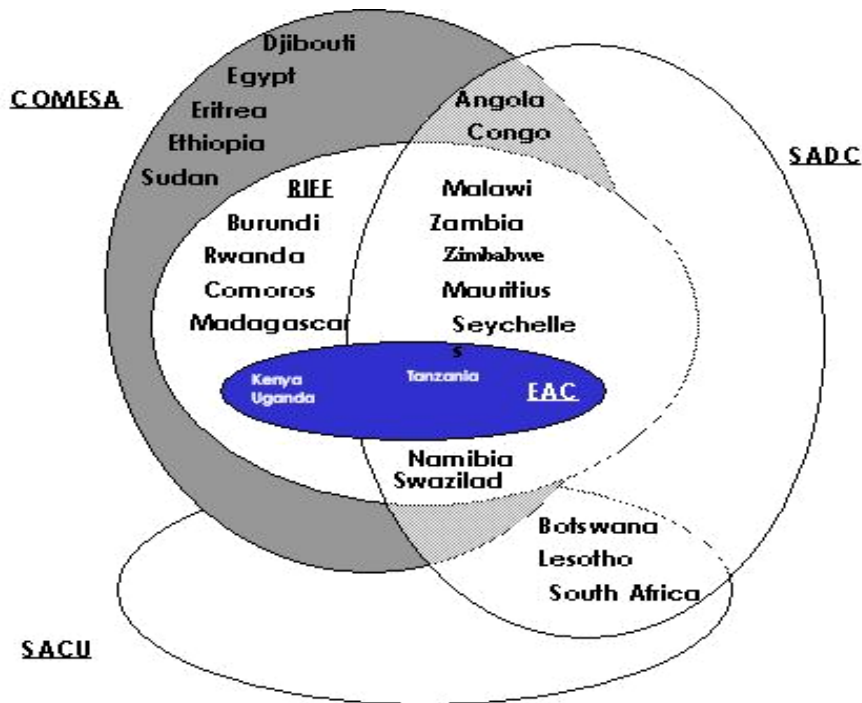 Djibouti
Egypt
COMESA
Eritrea
Ethiopia
Sudan
Angola
Congo
SADC
RIFF
Burundi
Rwanda
Comoros
Madagascar
Malawi
Zambia
Zimbabwe
Mauritius
Seychelle
s
Kenya
Uganda
Tanzania
EAC
Namibia
Swazilad
Botswana
Lesotho
South Africa
SACU